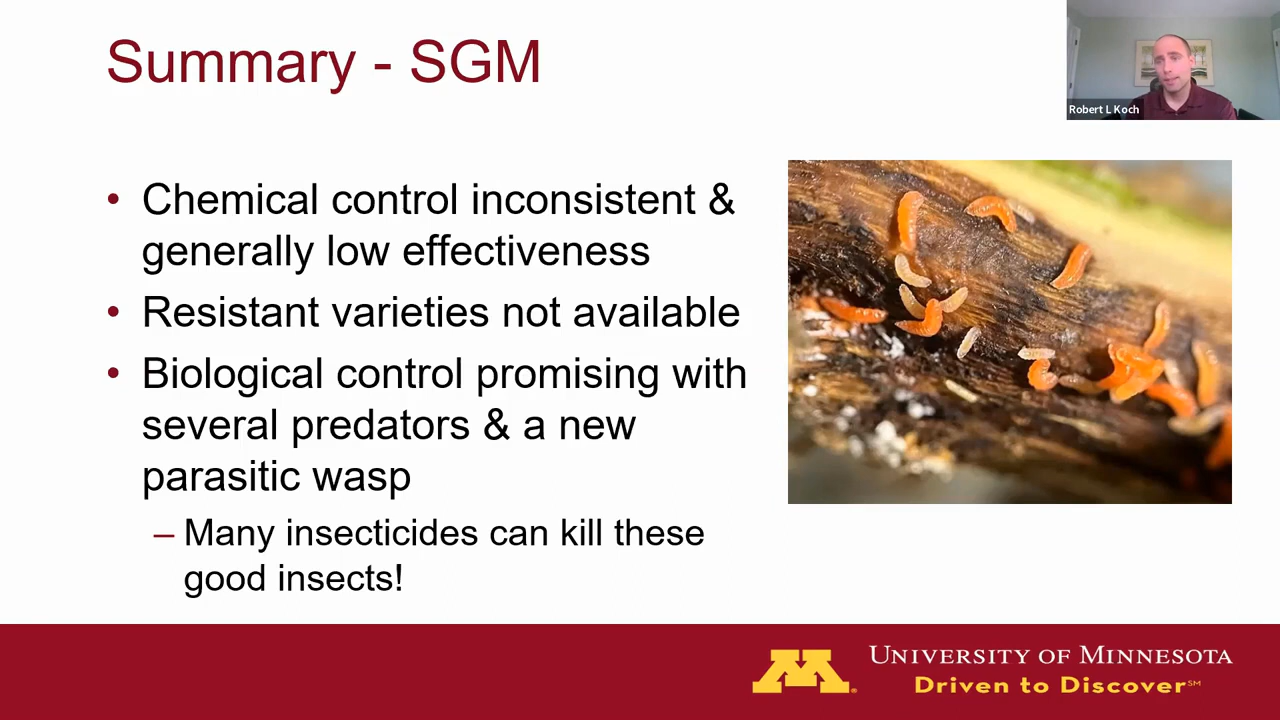 Summary - SGM
Robert L Koch
• Chemical control inconsistent &
generally low effectiveness
• Resistant varieties not available
• Biological control promising with
several predators & a new
parasitic wasp
– Many insecticides can kill these
good insects!
M
UNIVERSITY OF MINNESOTA
Driven to Discover℠